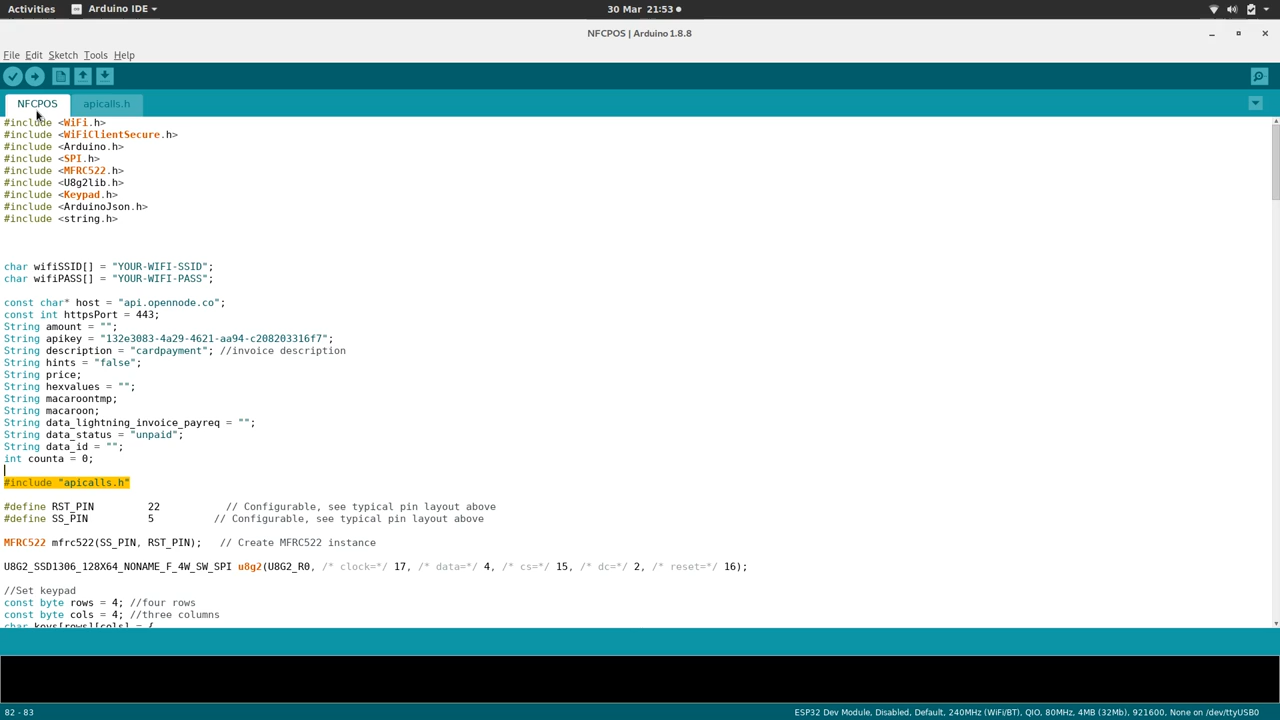 Activities Arduino IDE 30 Mar 21:53
NFCPOS | Arduino 1.8.8
File Edit Sketch Tools Help
NFCPOS apicalls.h
#include <WiFi.h>
#include <WiFiClientSecure.h>
#include <Arduino.h>
#include <SPI.h>
#include <MFRC522.h>
#include <U8g2lib.h>
#include <Keypad.h>
#include <ArduinoJson.h>
#include <string.h>
char wifiSSID[] = "YOUR-WIFI-SSID";
char wifiPASS[] = "YOUR-WIFI-PASS";
const char* host = "api.opennode.co";
const int httpsPort = 443;
String amount = "";
String apikey = "132e3083-4a29-4621-aa94-c208203316f7";
String description = "cardpayment"; //invoice description
String hints = "false";
String price;
String hexvalues = "";
String macaroontmp;
String macaroon;
String data_lightning_invoice_payreq = "";
String data_status = "unpaid";
String data_id = "";
int counta = 0;
#include "apicalls.h"
#define RST_PIN 22 // Configurable, see typical pin layout above
#define SS_PIN 5 // Configurable, see typical pin layout above
MFRC522 mfrc522(SS_PIN, RST_PIN); // Create MFRC522 instance
U8G2_SSD1306_128X64_NONAME_F_4W_SW_SPI u8g2(U8G2_R0, /* clock=*/ 17, /* data=*/ 4, /* cs=*/ 15, /* dc=*/ 2, /* reset=*/ 16);
//Set keypad
const byte rows = 4; //four rows
const byte cols = 4; //three columns
char keys[rows][cols] = {
82 - 83 ESP32 Dev Module, Disabled, Default, 240MHz (WiFi/BT), QIO, 80MHz, 4MB (32Mb), 921600, None on /dev/ttyUSB0